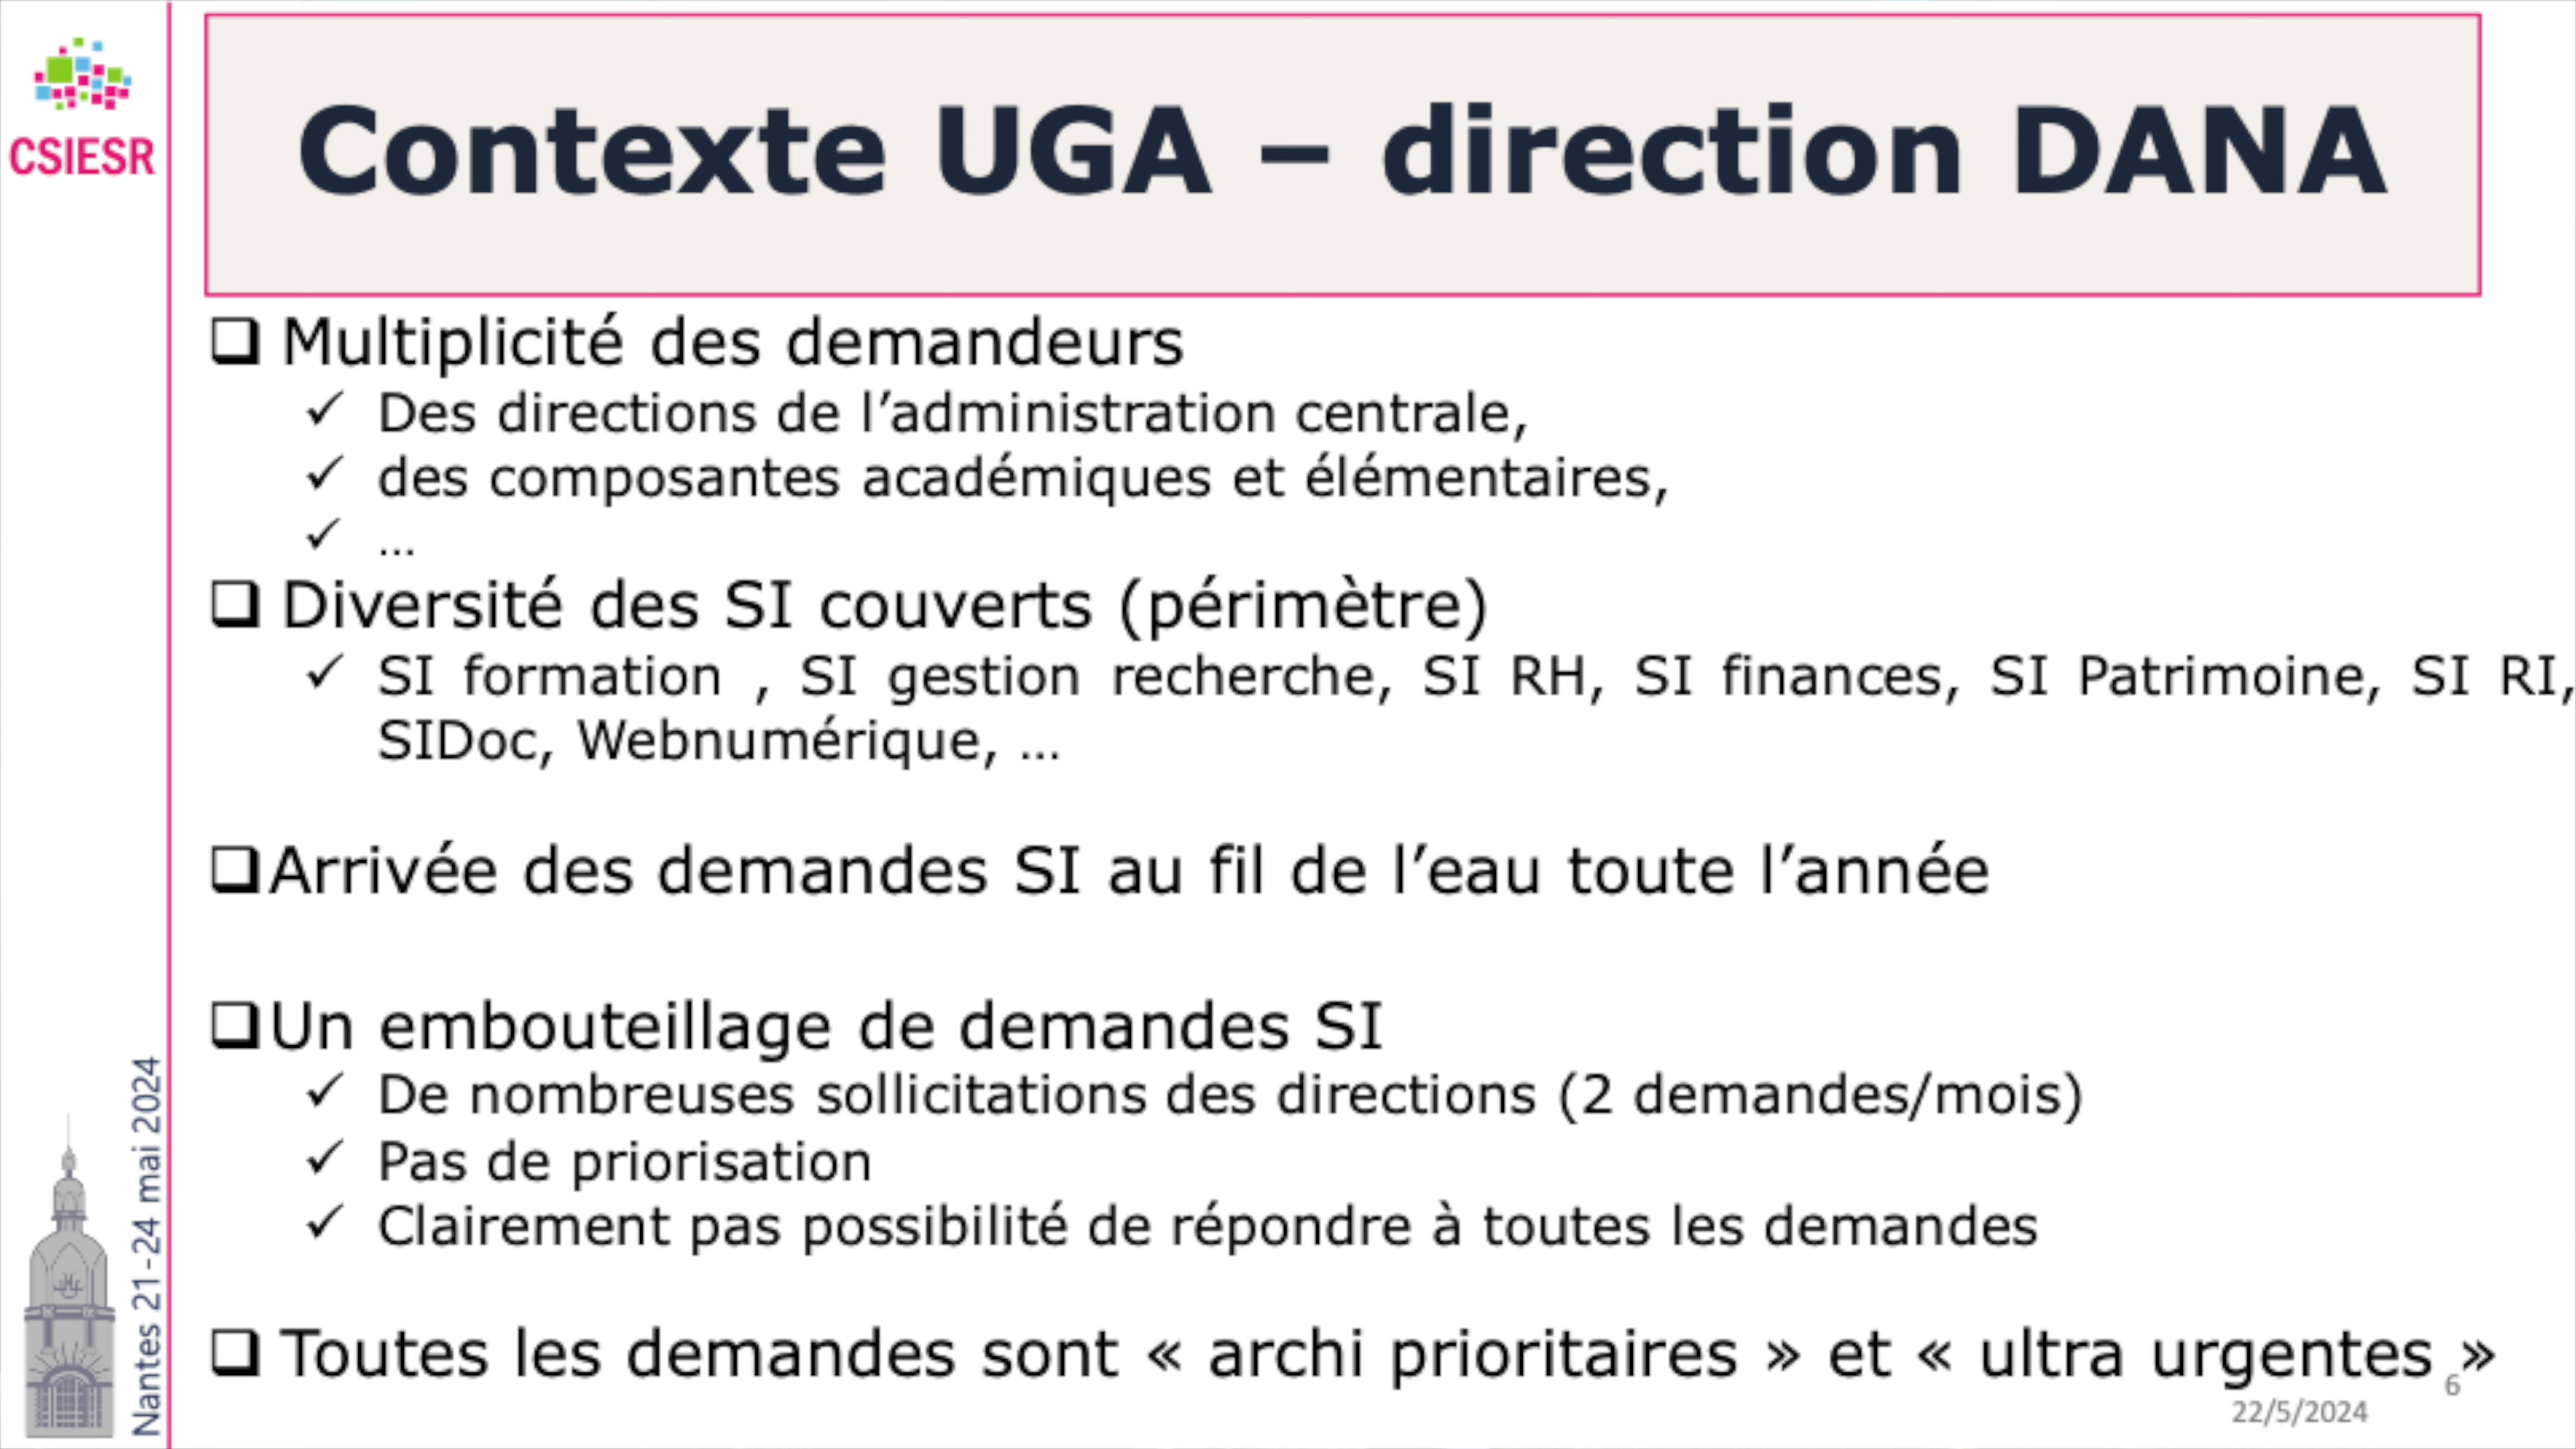 CSIESR
Contexte UGA – direction DANA
❑ Multiplicité des demandeurs
✓ Des directions de l’administration centrale,
✓ des composantes académiques et élémentaires,
✓ …
❑ Diversité des SI couverts (périmètre)
✓ SI formation , SI gestion recherche, SI RH, SI finances, SI Patrimoine, SI RI,
SIDoc, Webnumérique, …
❑Arrivée des demandes SI au fil de l’eau toute l’année
❑Un embouteillage de demandes SI
✓ De nombreuses sollicitations des directions (2 demandes/mois)
✓ Pas de priorisation
✓ Clairement pas possibilité de répondre à toutes les demandes
❑ Toutes les demandes sont « archi prioritaires » et « ultra urgentes »
6
22/5/2024
Nantes 21-24 mai 2024